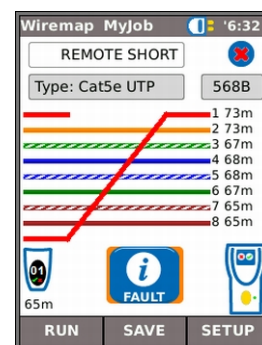 Wiremap MyJob '6:32
REMOTE SHORT
Type: Cat5e UTP 568B
1 73m
2 73m
3 67m
4 68m
5 68m
6 67m
7 65m
8 65m
01
65m
i
FAULT
RUN SAVE SETUP